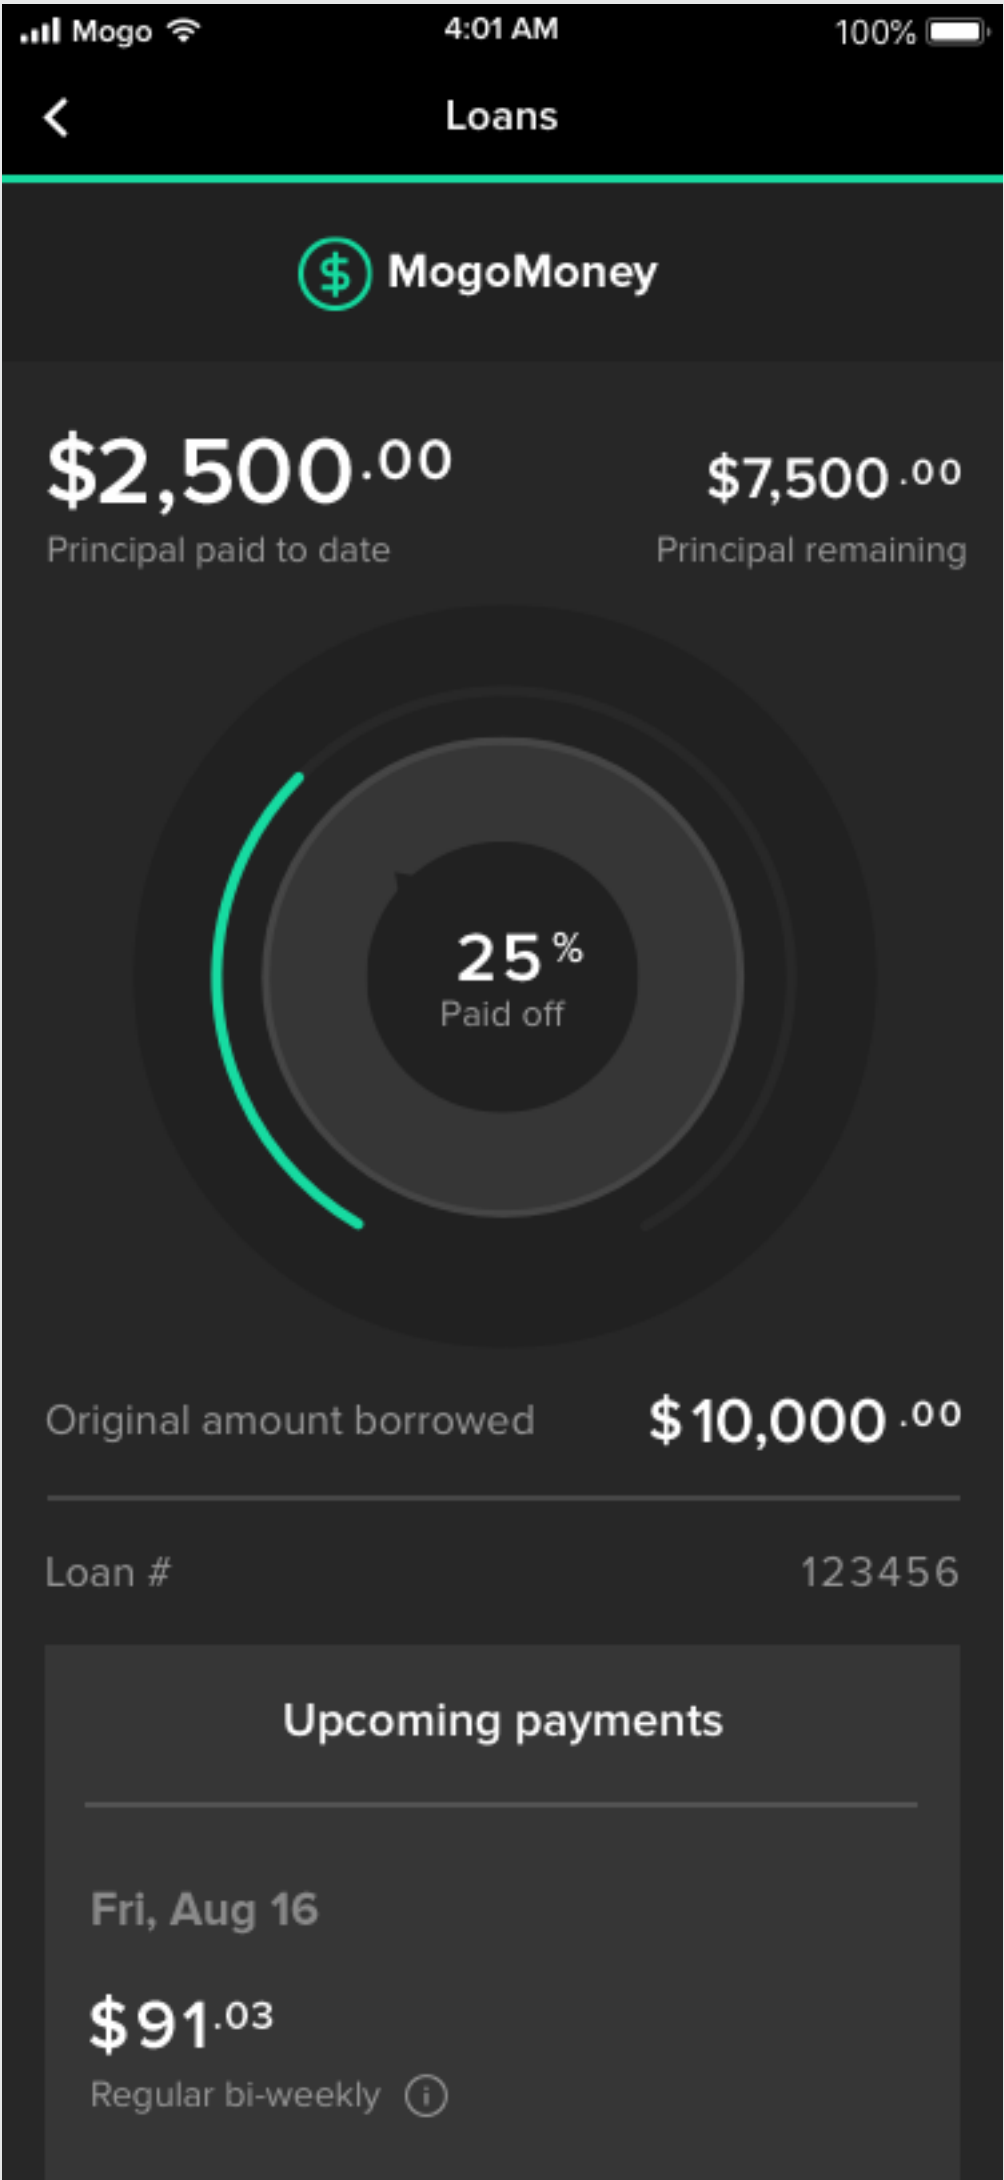 Mogo 4:01 AM 100%
Loans
$ MogoMoney
$2,500.00 $7,500.00
Principal paid to date Principal remaining
25%
Paid off
Original amount borrowed $10,000.00
Loan # 123456
Upcoming payments
Fri, Aug 16
$91.03
Regular bi-weekly i